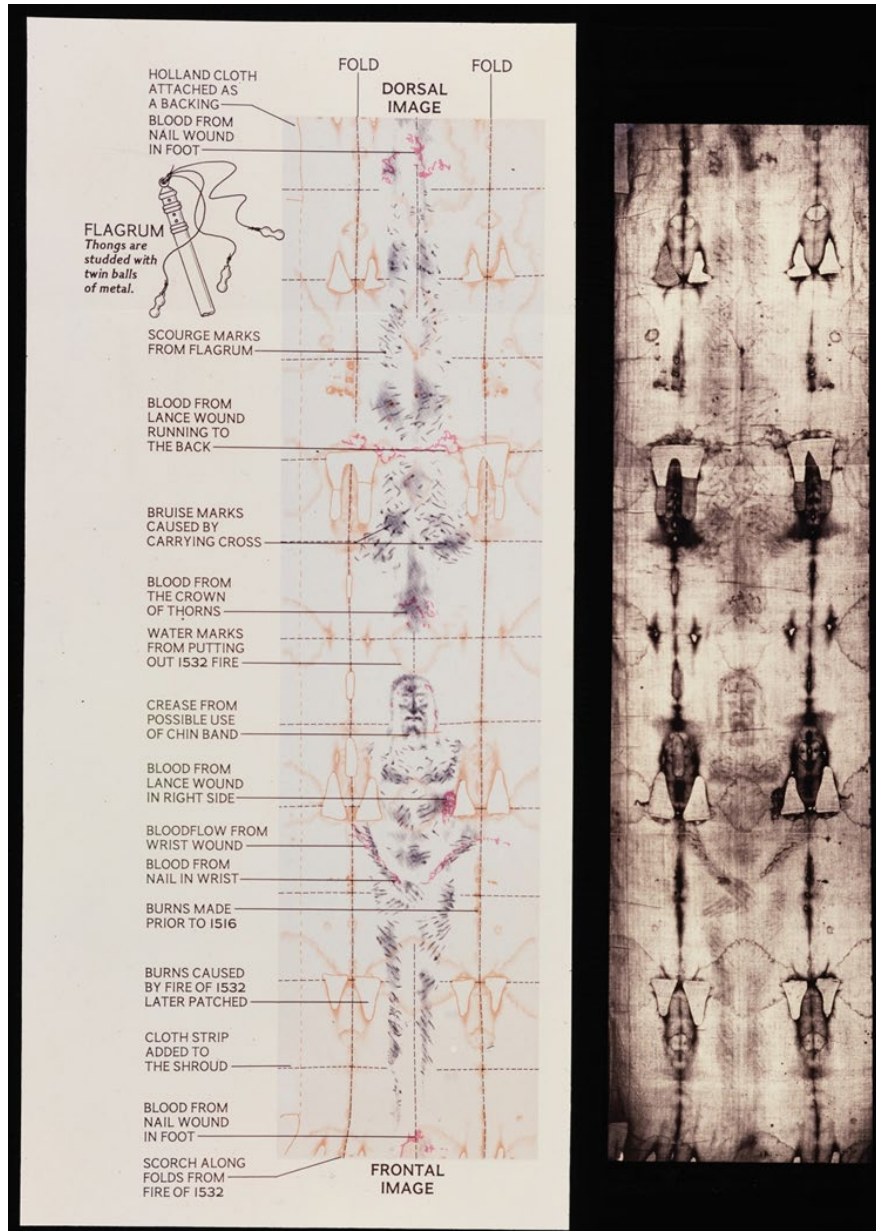 FOLD
FOLD
DORSAL
IMAGE
HOLLAND CLOTH
ATTACHED AS
A BACKING
BLOOD FROM
NAIL WOUND
IN FOOT
FLAGRUM
Thongs are
studded with
twin balls
of metal.
SCOURGE MARKS
FROM FLAGRUM
BLOOD FROM
LANCE WOUND
RUNNING TO
THE BACK
BRUISE MARKS
CAUSED BY
CARRYING CROSS
BLOOD FROM
THE CROWN
OF THORNS
WATER MARKS
FROM PUTTING
OUT 1532 FIRE
CREASE FROM
POSSIBLE USE
OF CHIN BAND
BLOOD FROM
LANCE WOUND
IN RIGHT SIDE
BLOODFLOW FROM
WRIST WOUND
BLOOD FROM
NAIL IN WRIST
BURNS MADE
PRIOR TO 1516
BURNS CAUSED
BY FIRE OF 1532
LATER PATCHED
CLOTH STRIP
ADDED TO
THE SHROUD
BLOOD FROM
NAIL WOUND
IN FOOT
SCORCH ALONG
FOLDS FROM
FIRE OF 1532
FRONTAL
IMAGE